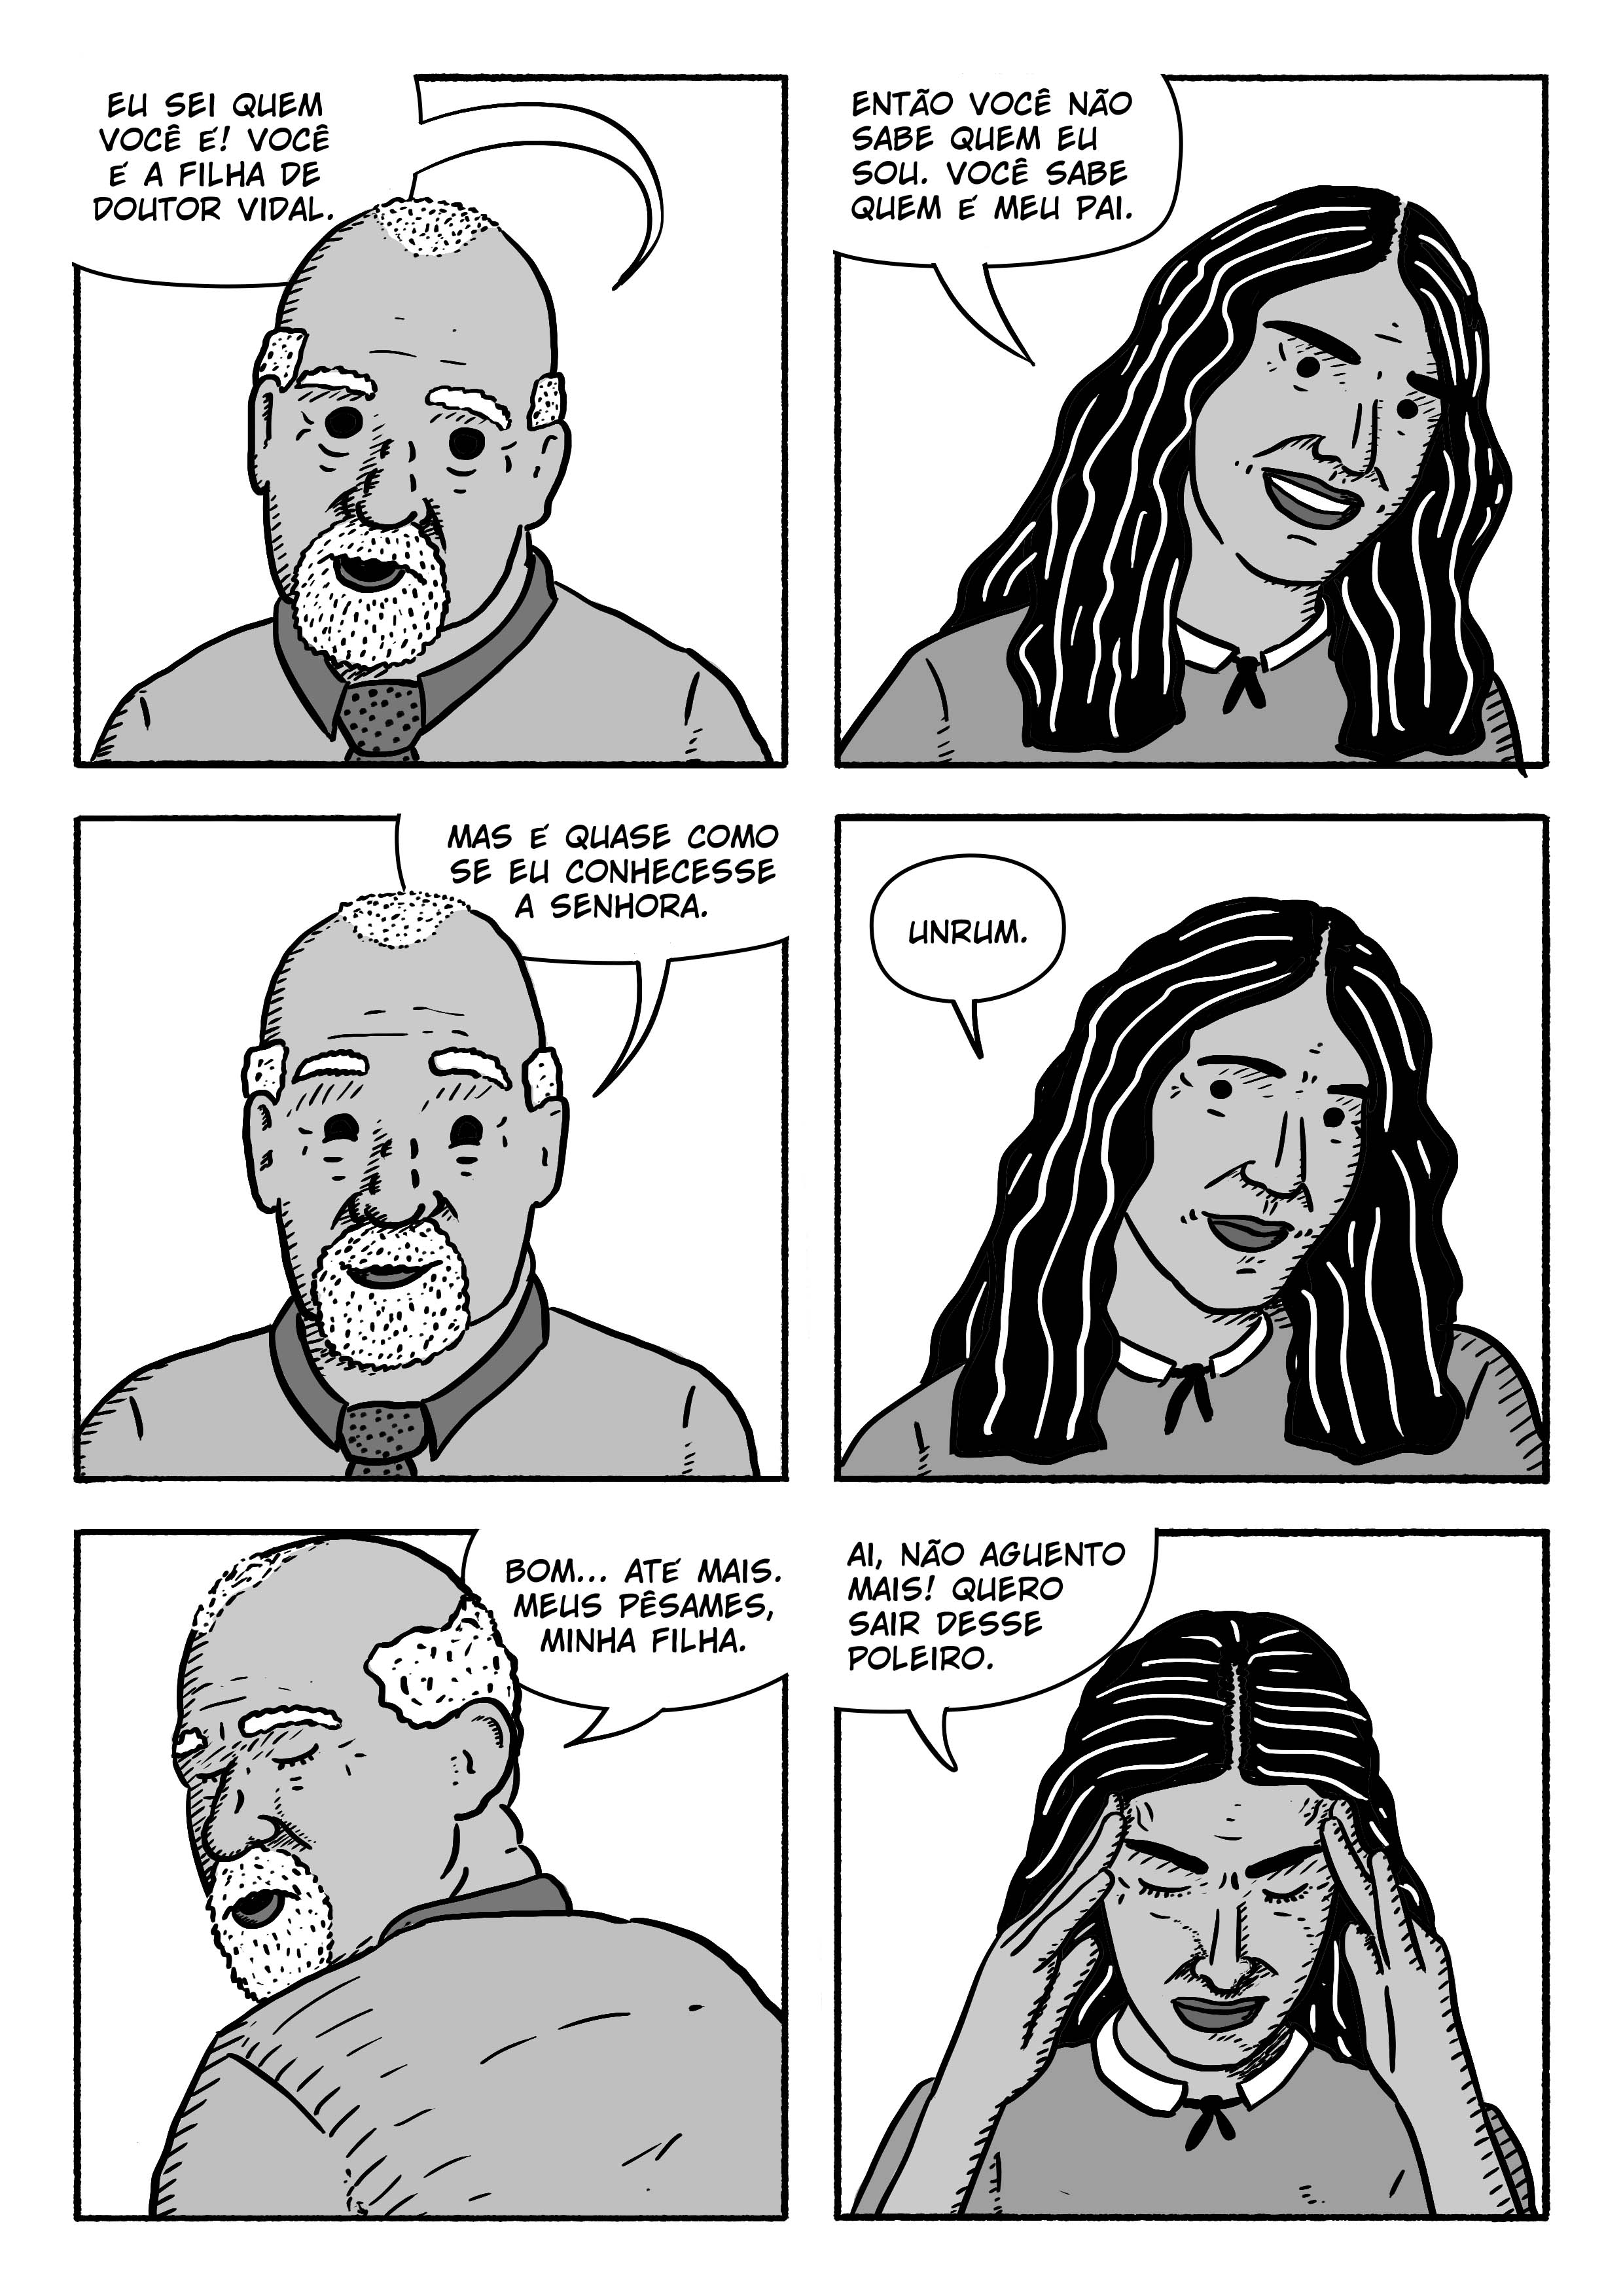 EU SEI QUEM
VOCÊ É! VOCÊ
É A FILHA DE
DOUTOR VIDAL.
ENTÃO VOCÊ NÃO
SABE QUEM EU
SOU. VOCÊ SABE
QUEM É MEU PAI.
MAS É QUASE COMO
SE EU CONHECESSE
A SENHORA.
UNRUM.
BOM... ATÉ MAIS.
MEUS PÊSAMES,
MINHA FILHA.
AI, NÃO AGUENTO
MAIS! QUERO
SAIR DESSE
POLEIRO.